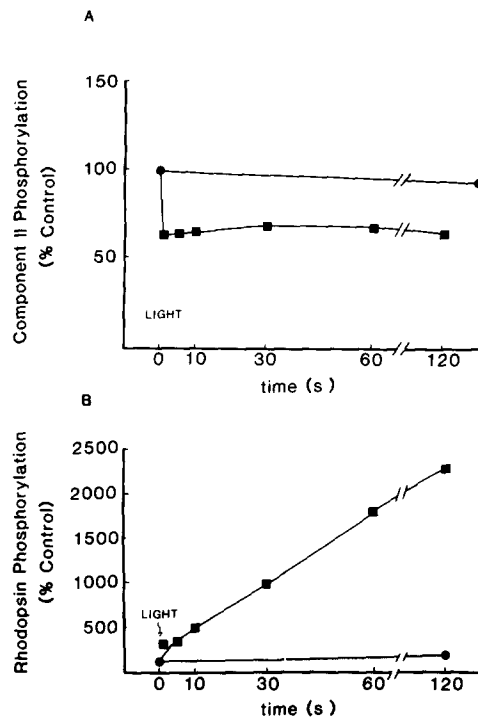 A
Component II Phosphorylation
(% Control)
150
100
50
LIGHT
0 10 30 60 120
time (s)
B
Rhodopsin Phosphorylation
(% Control)
2500
2000
1500
1000
500
LIGHT
0 10 30 60 120
time (s)